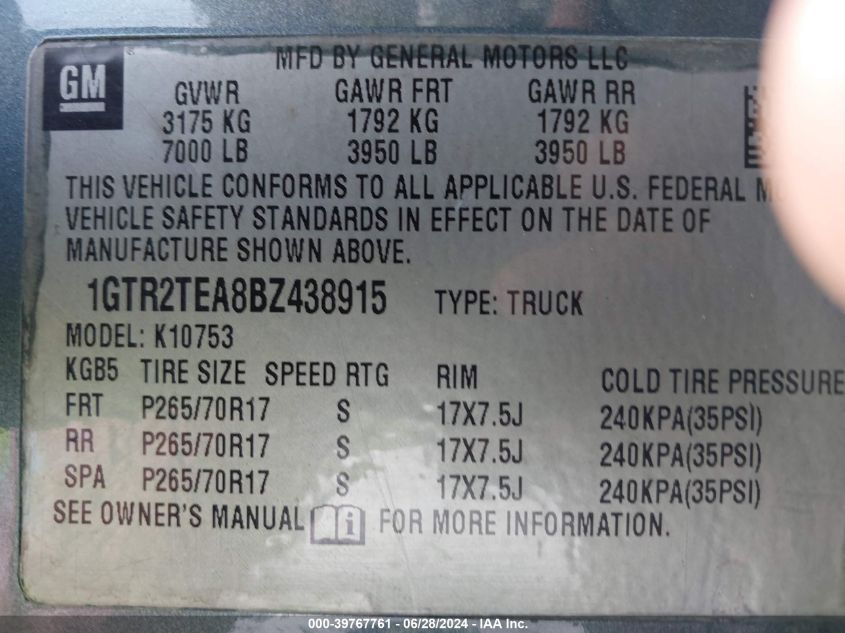 MFD BY GENERAL MOTORS LLC
GM
GVWR GAWR FRT GAWR RR
3175 KG 1792 KG 1792 KG
7000 LB 3950 LB 3950 LB
THIS VEHICLE CONFORMS TO ALL APPLICABLE U.S. FEDERAL
VEHICLE SAFETY STANDARDS IN EFFECT ON THE DATE OF
MANUFACTURE SHOWN ABOVE.
1GTR2TEA8BZ438915 TYPE: TRUCK
MODEL: K10753
KGB5 TIRE SIZE SPEED RTG RIM COLD TIRE PRESSURE
FRT P265/70R17 S 17X7.5J 240KPA(35PSI)
RR P265/70R17 S 17X7.5J 240KPA(35PSI)
SPA P265/70R17 S 17X7.5J 240KPA(35PSI)
SEE OWNER'S MANUAL i FOR MORE INFORMATION.
000-39767761 - 06/28/2024 - IAA Inc.